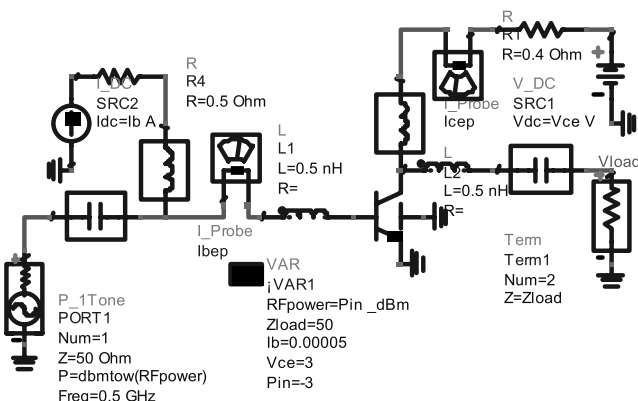 I_DC
SRC2
Idc=Ib A
R
R4
R=0.5 Ohm
L
L1
L=0.5 nH
R=
I_Probe
Ibep
R
R1
R=0.4 Ohm
I_Probe
Icep
V_DC
SRC1
Vdc=Vce V
L
L2
L=0.5 nH
R=
Vload
Term
Term1
Num=2
Z=Zload
P_1Tone
PORT1
Num=1
Z=50 Ohm
P=dbmtow(RFpower)
Freq=0.5 GHz
VAR
¡VAR1
RFpower=Pin _dBm
Zload=50
Ib=0.00005
Vce=3
Pin=-3